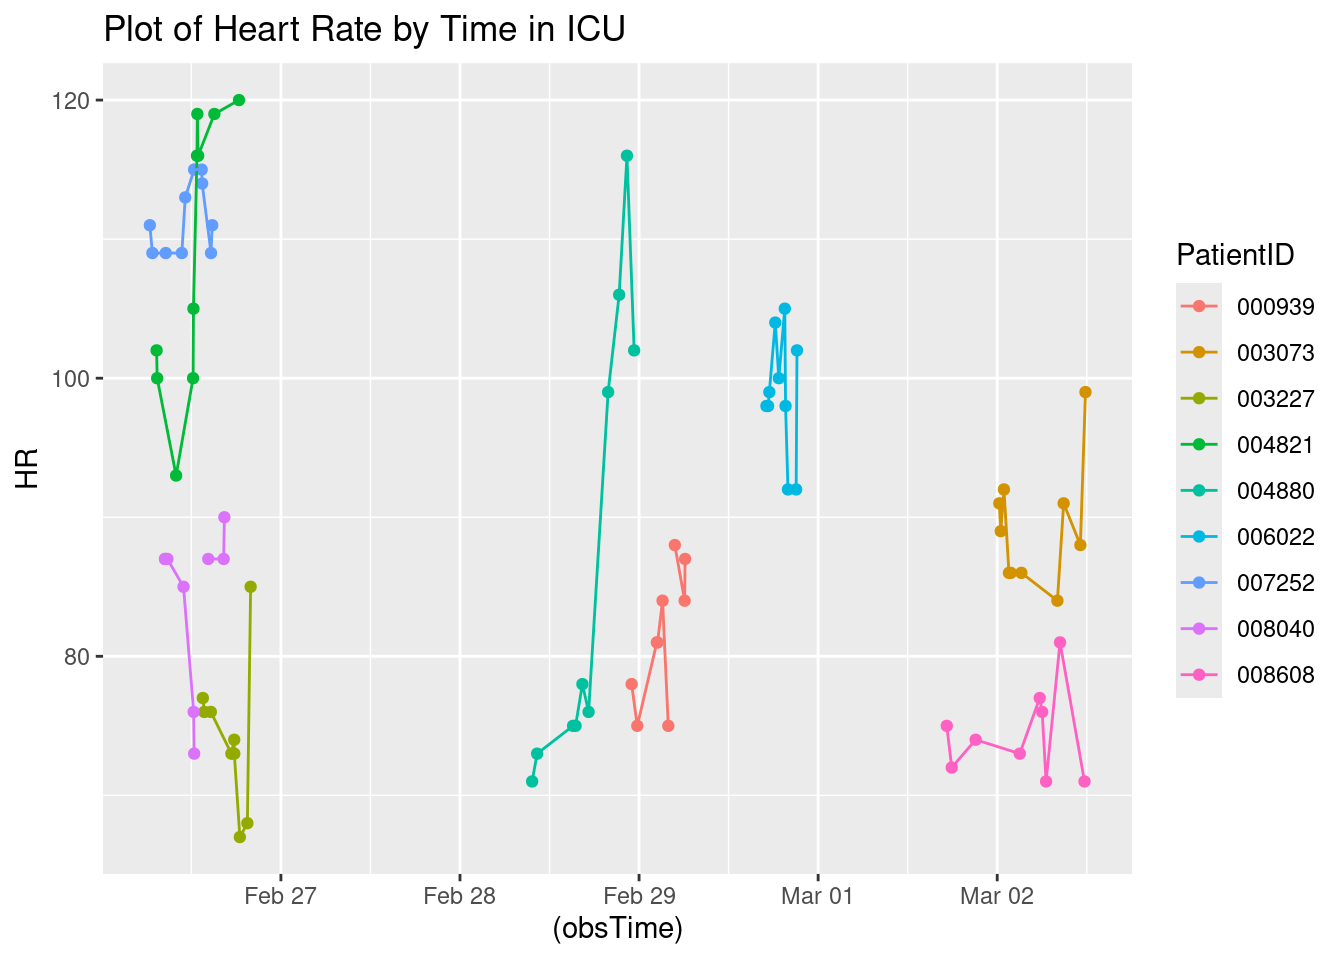 Plot of Heart Rate by Time in ICU
120
100
80
HR
Feb 27
Feb 28
Feb 29
Mar 01
Mar 02
(obsTime)
PatientID
000939
003073
003227
004821
004880
006022
007252
008040
008608